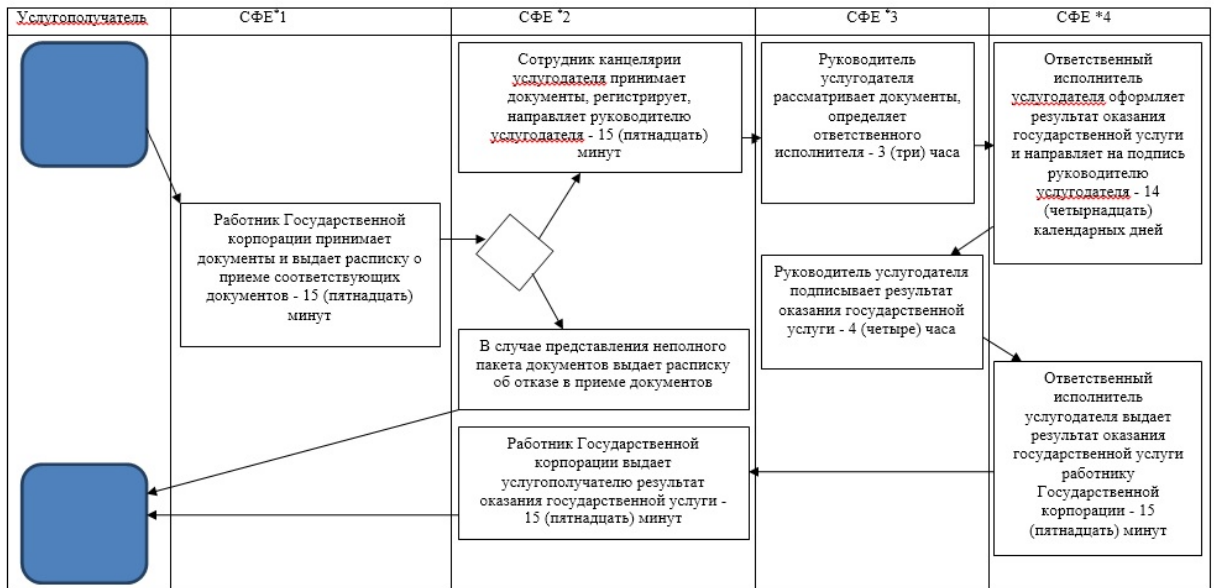 Услугополучатель
СФЕ*1
СФЕ *2
СФЕ *3
СФЕ *4
Сотрудник канцелярии
услугодателя принимает
документы, регистрирует,
направляет руководителю
услугодателя - 15 (пятнадцать)
минут
Руководитель
услугодателя
рассматривает документы,
определяет
ответственного
исполнителя - 3 (три) часа
Ответственный
исполнитель
услугодателя оформляет
результат оказания
государственной услуги
и направляет на подпись
руководителю
услугодателя - 14
(четырнадцать)
календарных дней
Работник Государственной
корпорации принимает
документы и выдает расписку о
приеме соответствующих
документов - 15 (пятнадцать)
минут
Руководитель услугодателя
подписывает результат
оказания государственной
услуги - 4 (четыре) часа
В случае представления неполного
пакета документов выдает расписку
об отказе в приеме документов
Ответственный
исполнитель
услугодателя выдает
результат оказания
государственной услуги
работнику
Государственной
корпорации - 15
(пятнадцать) минут
Работник Государственной
корпорации выдает
услугополучателю результат
оказания государственной услуги -
15 (пятнадцать) минут